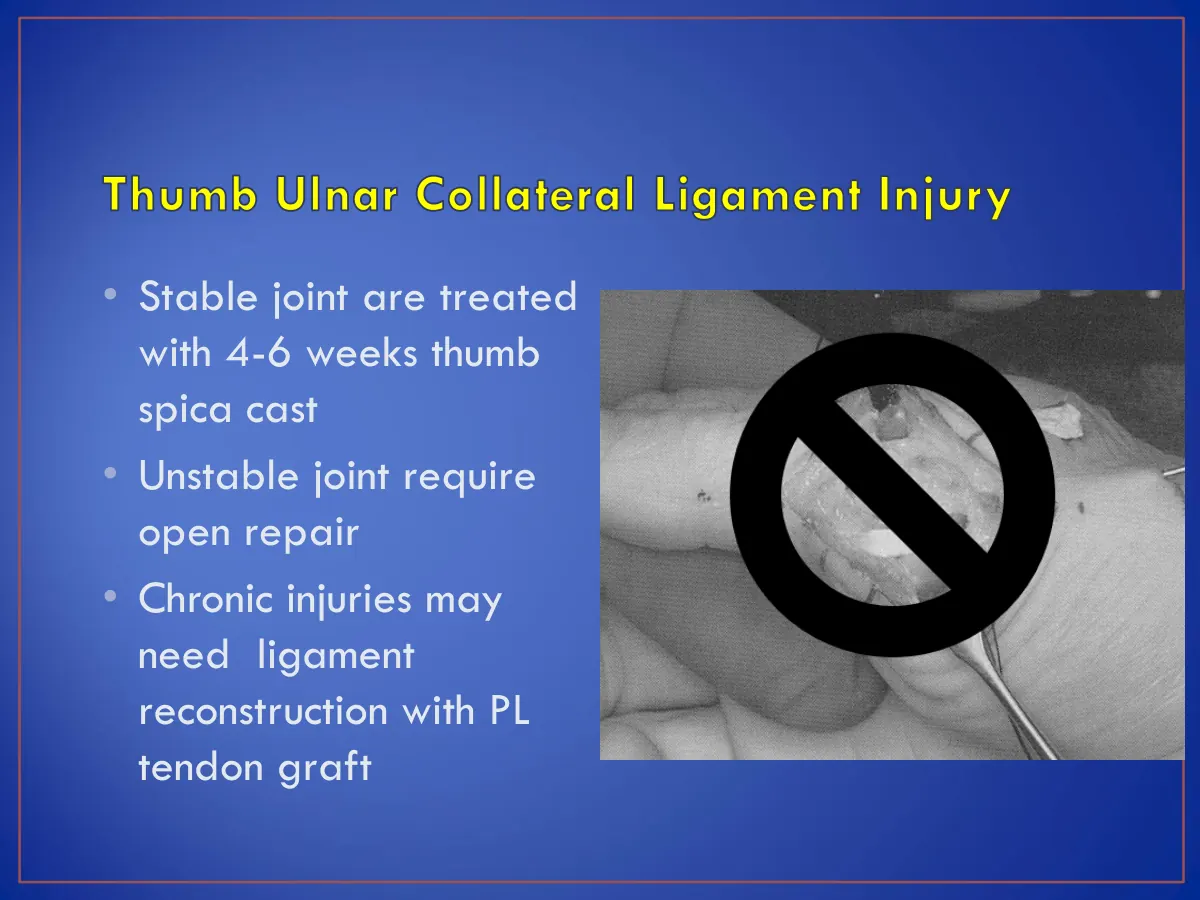 Thumb Ulnar Collateral Ligament Injury
• Stable joint are treated
with 4-6 weeks thumb
spica cast
• Unstable joint require
open repair
• Chronic injuries may
need  ligament
reconstruction with PL
tendon graft